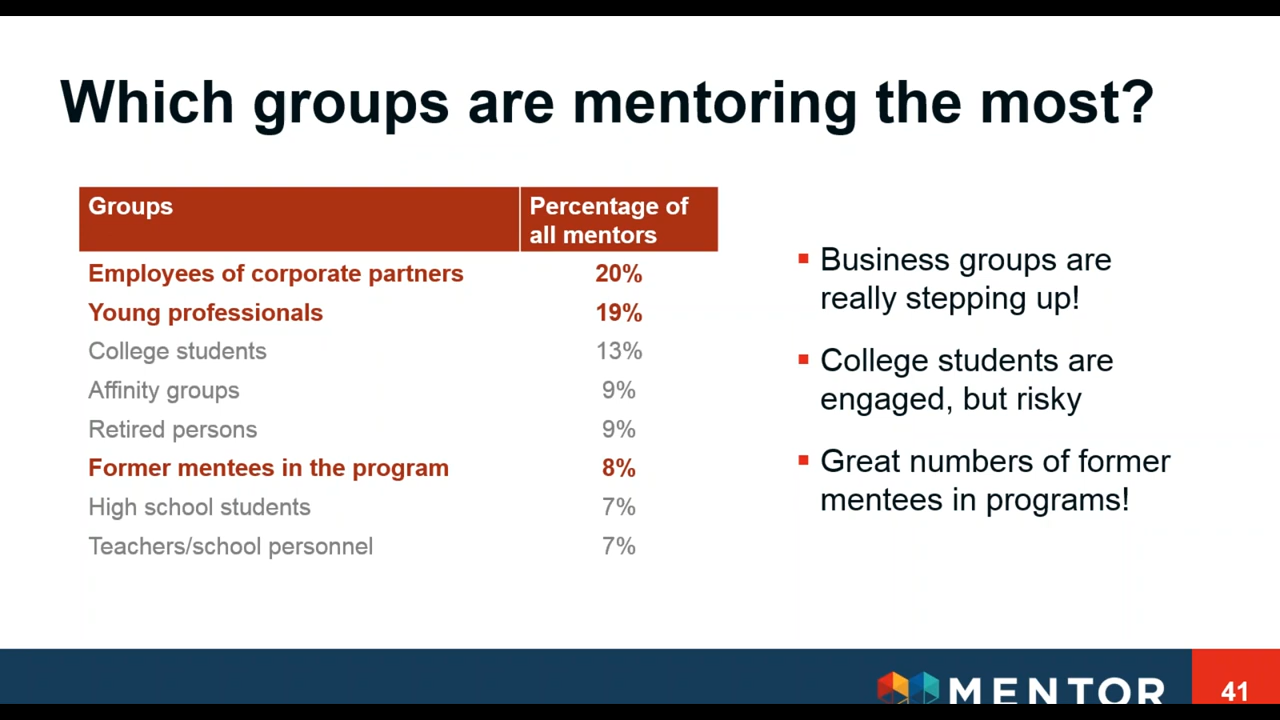 Which groups are mentoring the most?
Groups
Percentage of
all mentors
Employees of corporate partners 20%
Young professionals 19%
College students 13%
Affinity groups 9%
Retired persons 9%
Former mentees in the program 8%
High school students 7%
Teachers/school personnel 7%
Business groups are
really stepping up!
College students are
engaged, but risky
Great numbers of former
mentees in programs!
MENTOR
41